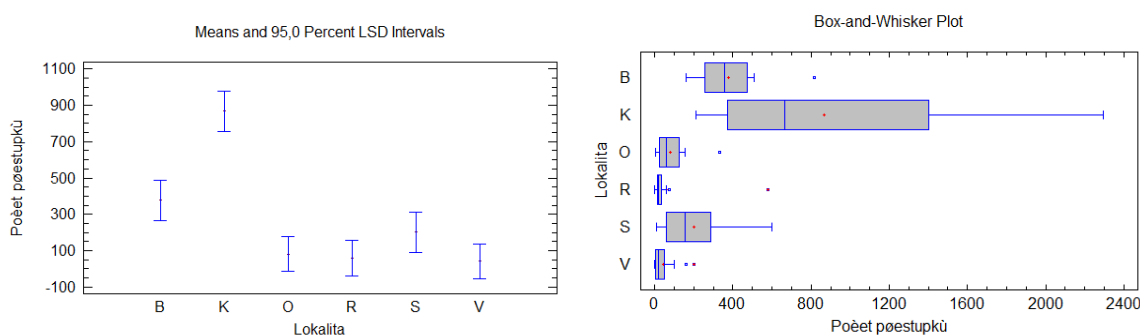 Means and 95,0 Percent LSD Intervals
Poèet pøestupkù
1100
900
700
500
300
100
-100
B K O R S V
Lokalita
Box-and-Whisker Plot
Lokalita
B
K
O
R
S
V
0 400 800 1200 1600 2000 2400
Poèet pøestupkù